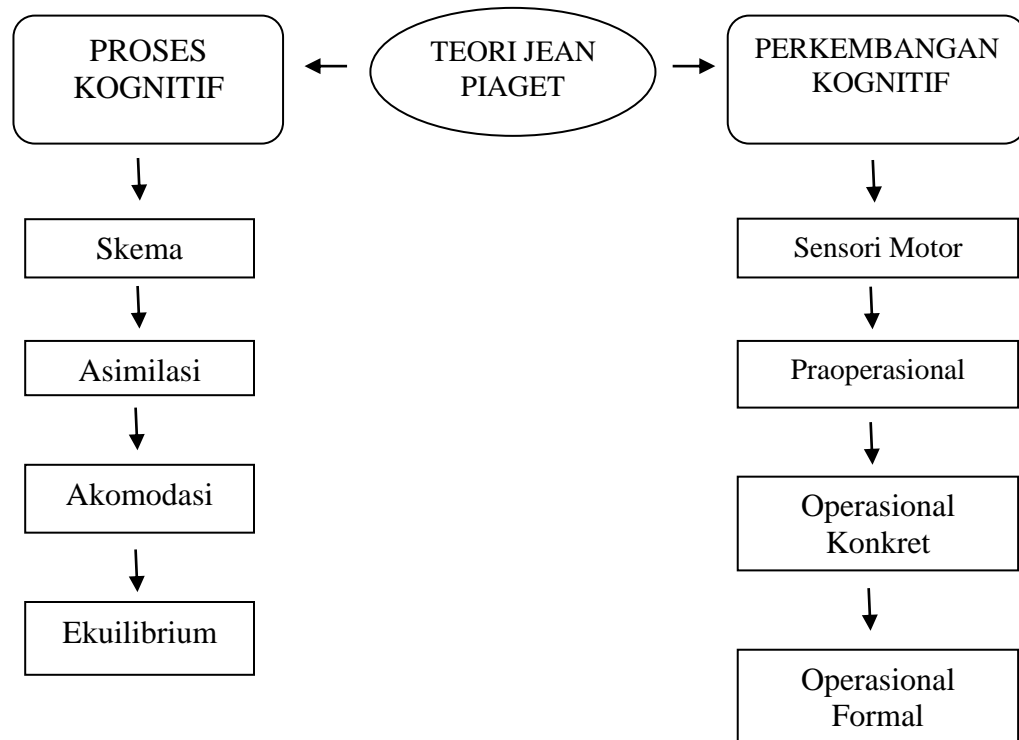 PROSES
KOGNITIF
TEORI JEAN
PIAGET
PERKEMBANGAN
KOGNITIF
Skema
Asimilasi
Akomodasi
Ekuilibrium
Sensori Motor
Praoperasional
Operasional
Konkret
Operasional
Formal